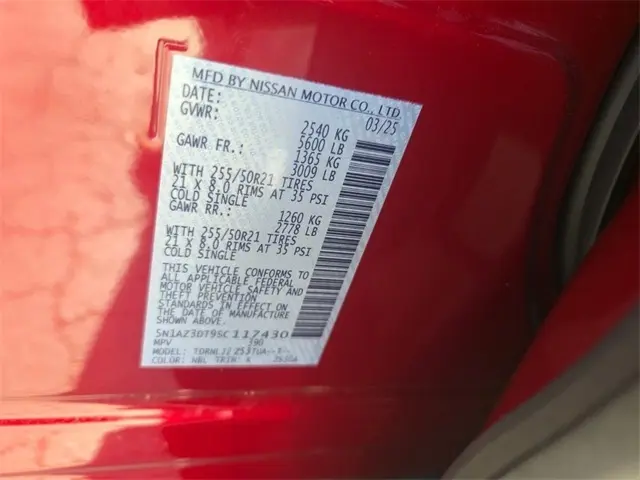 MFD BY NISSAN MOTOR CO., LTD.
DATE: 03/25
GVWR: 2540 KG
5600 LB
GAWR FR.: 1365 KG
3009 LB
WITH 255/50R21 TIRES
21 X 8.0 RIMS AT 35 PSI
COLD SINGLE
GAWR RR.: 1260 KG
2778 LB
WITH 255/50R21 TIRES
21 X 8.0 RIMS AT 35 PSI
COLD SINGLE
THIS VEHICLE CONFORMS TO
ALL APPLICABLE FEDERAL
MOTOR VEHICLE SAFETY AND
THEFT PREVENTION
STANDARDS IN EFFECT ON
THE DATE OF MANUFACTURE
SHOWN ABOVE.
5N1AZ3DT9SC117430
MPV
MODEL:
COLOR: NBL TRIM: K